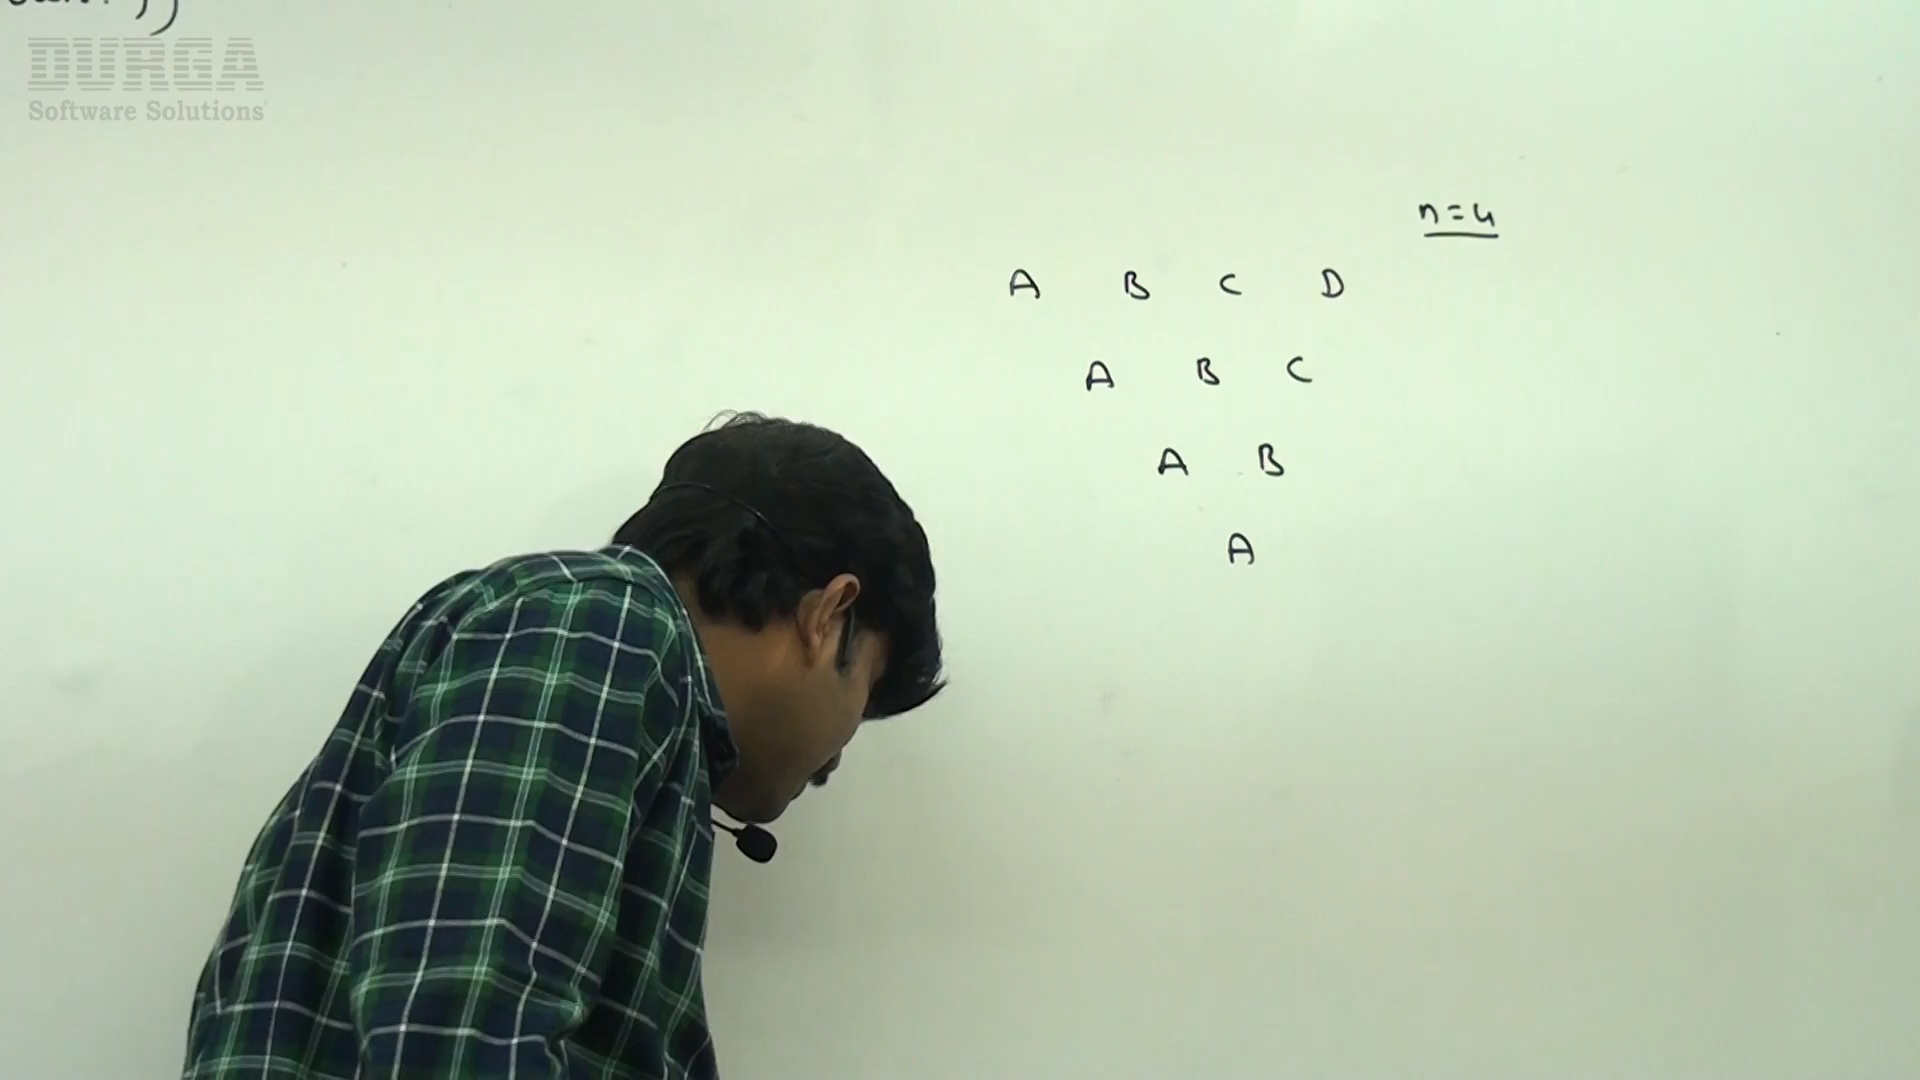 DURGA
Software Solutions
n=4
A B C D
A B C
A B
A